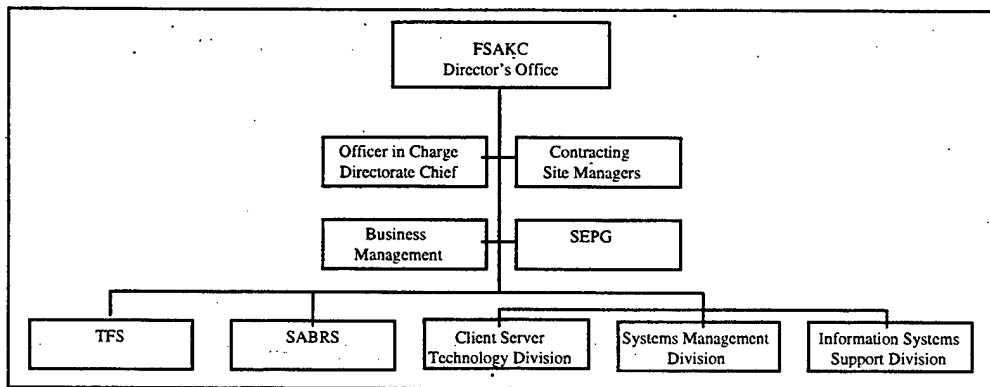 FSAKC
Director's Office
Officer in Charge
Directorate Chief
Contracting
Site Managers
Business
Management
SEPG
TFS
SABRS
Client Server
Technology Division
Systems Management
Division
Information Systems
Support Division